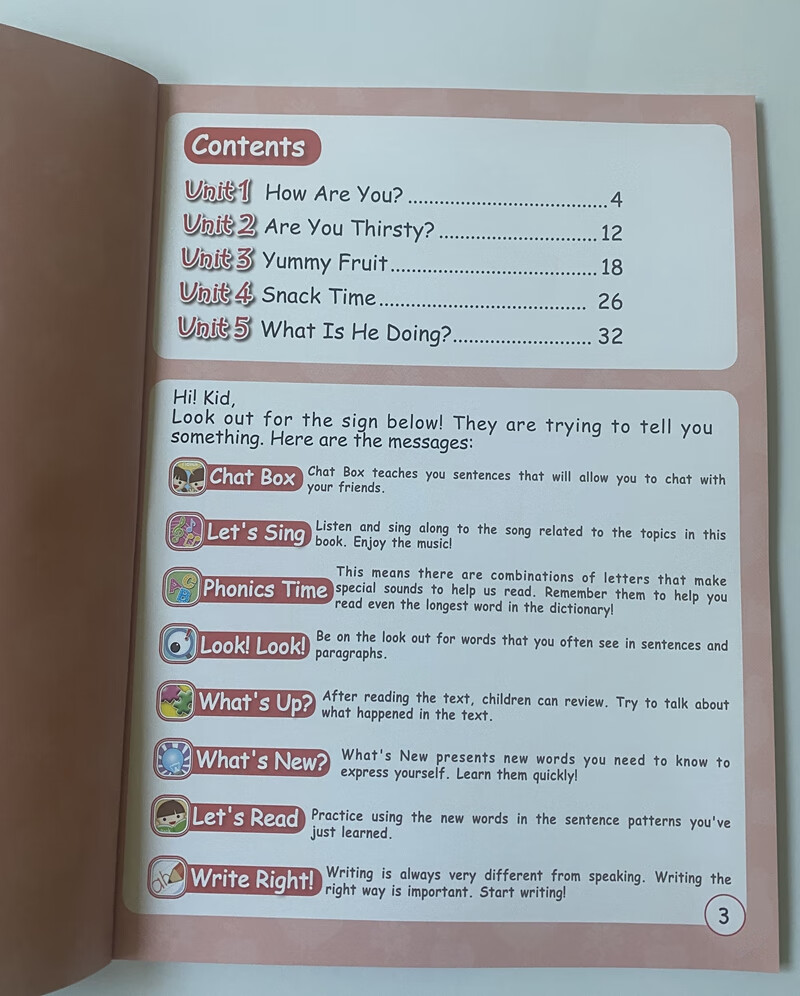 Contents
Unit 1 How Are You? ....................................4
Unit 2 Are You Thirsty? ............................. 12
Unit 3 Yummy Fruit...................................... 18
Unit 4 Snack Time...................................... 26
Unit 5 What Is He Doing?......................... 32
Hi! Kid,
Look out for the sign below! They are trying to tell you
something. Here are the messages:
Chat Box Chat Box teaches you sentences that will allow you to chat with
your friends.
Let's Sing Listen and sing along to the song related to the topics in this
book. Enjoy the music!
This means there are combinations of letters that make
Phonics Time special sounds to help us read. Remember them to help you
read even the longest word in the dictionary!
Look! Look! Be on the look out for words that you often see in sentences and
paragraphs.
What's Up? After reading the text, children can review. Try to talk about
what happened in the text.
What's New? What's New presents new words you need to know to
express yourself. Learn them quickly!
Let's Read Practice using the new words in the sentence patterns you've
just learned.
Write Right! Writing is always very different from speaking. Writing the
right way is important. Start writing!
3